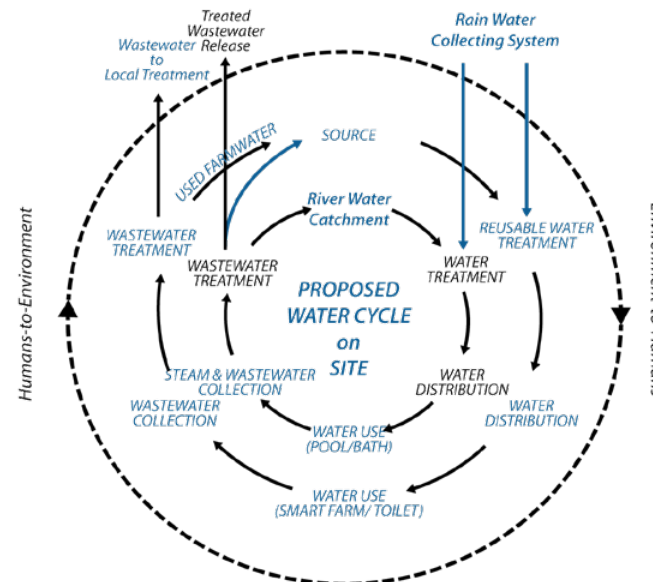 Treated
Wastewater
Release
Wastewater
to
Local Treatment
Rain Water
Collecting System
USED FARMWATER
SOURCE
River Water
Catchment
WASTEWATER
TREATMENT
WASTEWATER
TREATMENT
REUSABLE WATER
TREATMENT
WATER
TREATMENT
PROPOSED
WATER CYCLE
on
SITE
Humans-to-Environment
STEAM & WASTEWATER
COLLECTION
WASTEWATER
COLLECTION
WATER
DISTRIBUTION
WATER
DISTRIBUTION
WATER USE
(POOL/BATH)
WATER USE
(SMART FARM/ TOILET)